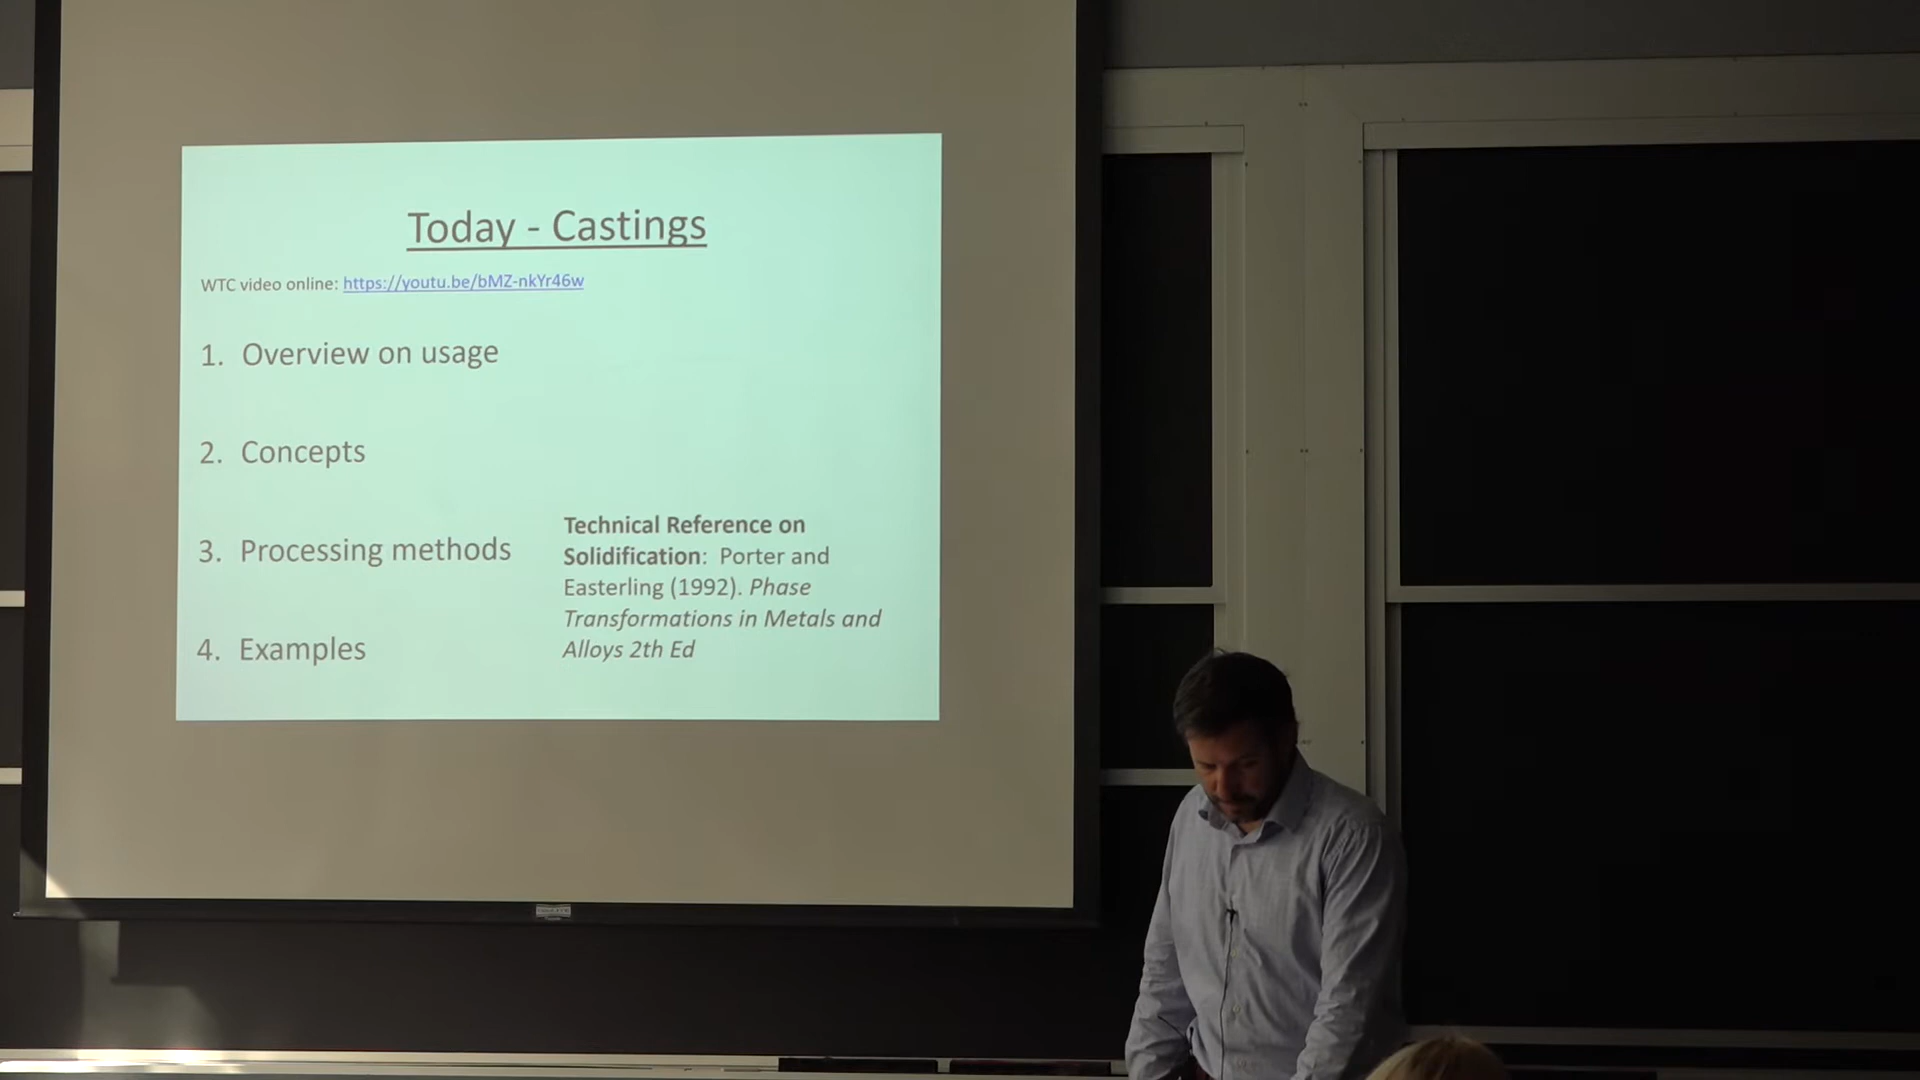 Today - Castings
WTC video online: https://youtu.be/bMZ-nkYr46w
1. Overview on usage
2. Concepts
3. Processing methods
4. Examples
Technical Reference on
Solidification: Porter and
Easterling (1992). Phase
Transformations in Metals and
Alloys 2th Ed